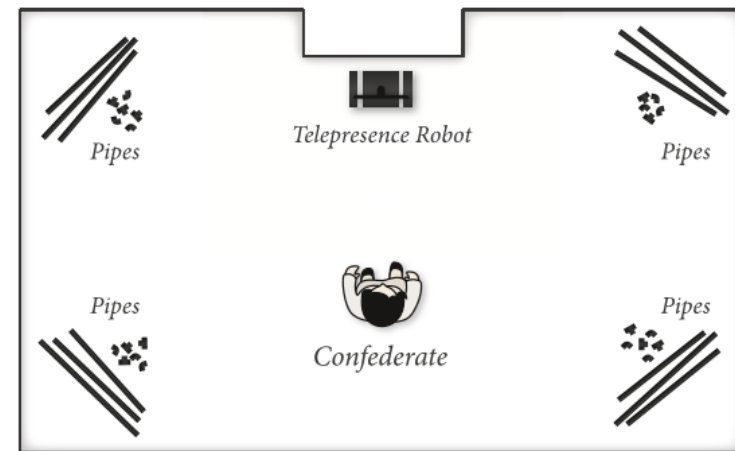 Telepresence Robot
Pipes
Pipes
Pipes
Pipes
Confederate